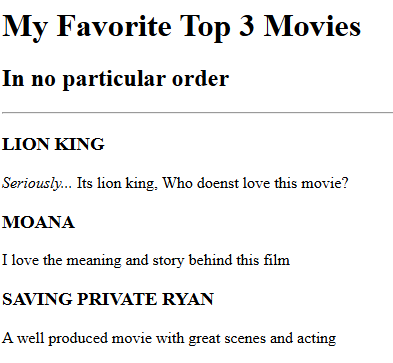 My Favorite Top 3 Movies
In no particular order
LION KING
Seriously... Its lion king, Who doenst love this movie?
MOANA
I love the meaning and story behind this film
SAVING PRIVATE RYAN
A well produced movie with great scenes and acting